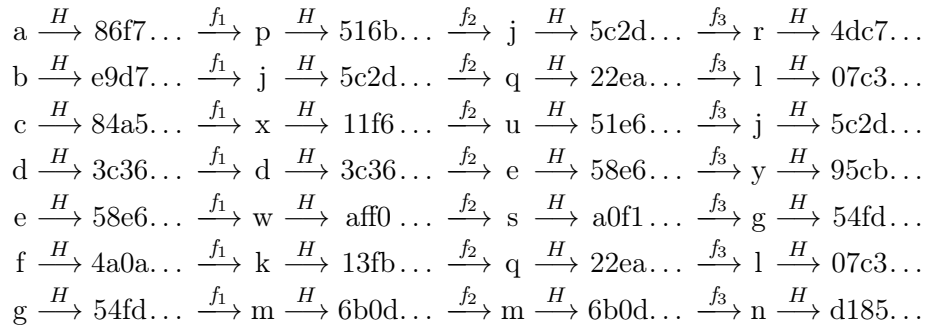 a H→ 86f7... f₁→ p H→ 516b... f₂→ j H→ 5c2d... f₃→ r H→ 4dc7...
b H→ e9d7... f₁→ j H→ 5c2d... f₂→ q H→ 22ea... f₃→ l H→ 07c3...
c H→ 84a5... f₁→ x H→ 11f6... f₂→ u H→ 51e6... f₃→ j H→ 5c2d...
d H→ 3c36... f₁→ d H→ 3c36... f₂→ e H→ 58e6... f₃→ y H→ 95cb...
e H→ 58e6... f₁→ w H→ aff0 ... f₂→ s H→ a0f1... f₃→ g H→ 54fd...
f H→ 4a0a... f₁→ k H→ 13fb... f₂→ q H→ 22ea... f₃→ l H→ 07c3...
g H→ 54fd... f₁→ m H→ 6b0d... f₂→ m H→ 6b0d... f₃→ n H→ d185...